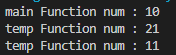 main Function num : 10
temp Function num : 21
temp Function num : 11